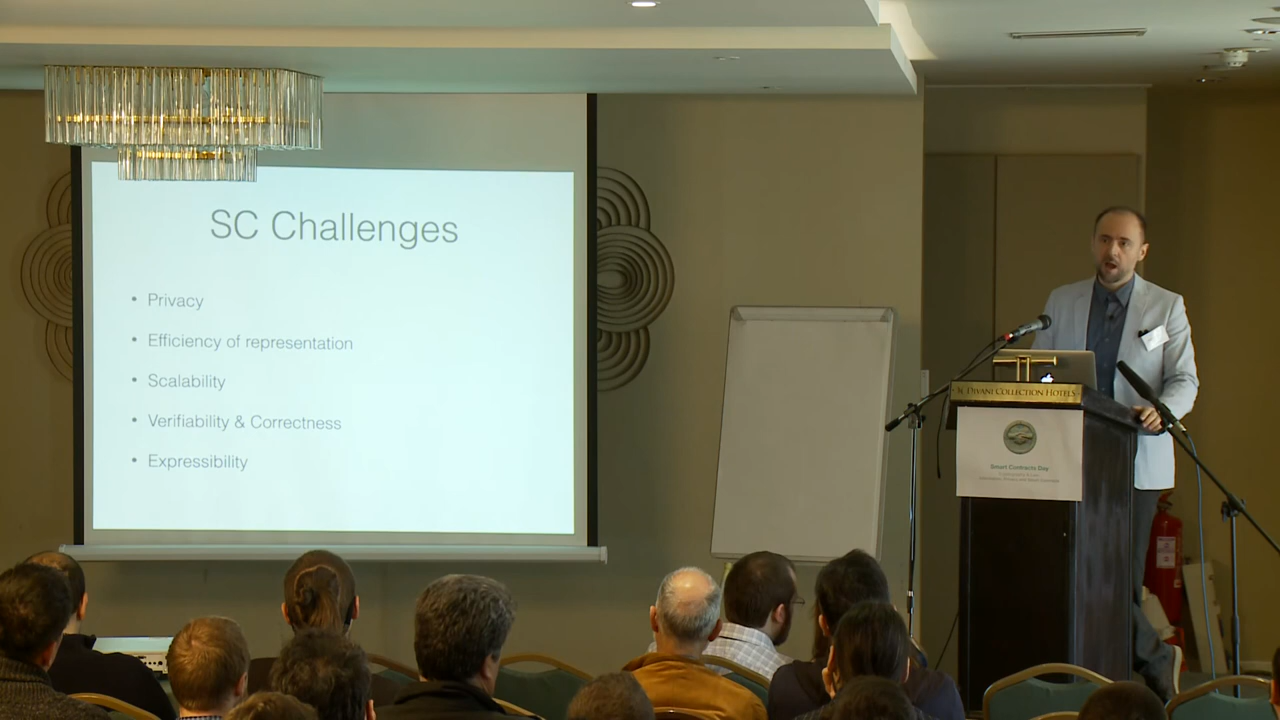 SC Challenges
• Privacy
• Efficiency of representation
• Scalability
• Verifiability & Correctness
• Expressibility
DIVANI COLLECTION HOTELS
Smart Contracts Day